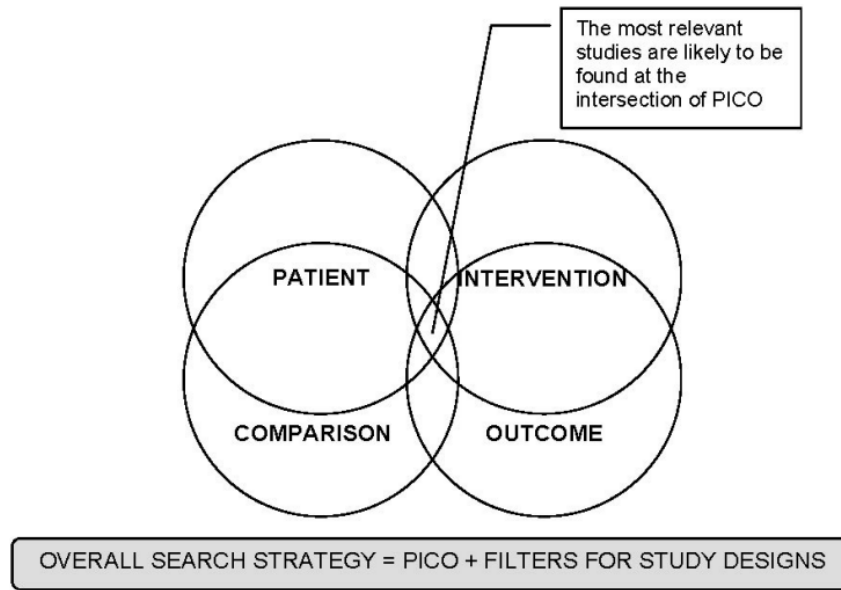 The most relevant
studies are likely to be
found at the
intersection of PICO
PATIENT
INTERVENTION
COMPARISON
OUTCOME
OVERALL SEARCH STRATEGY = PICO + FILTERS FOR STUDY DESIGNS